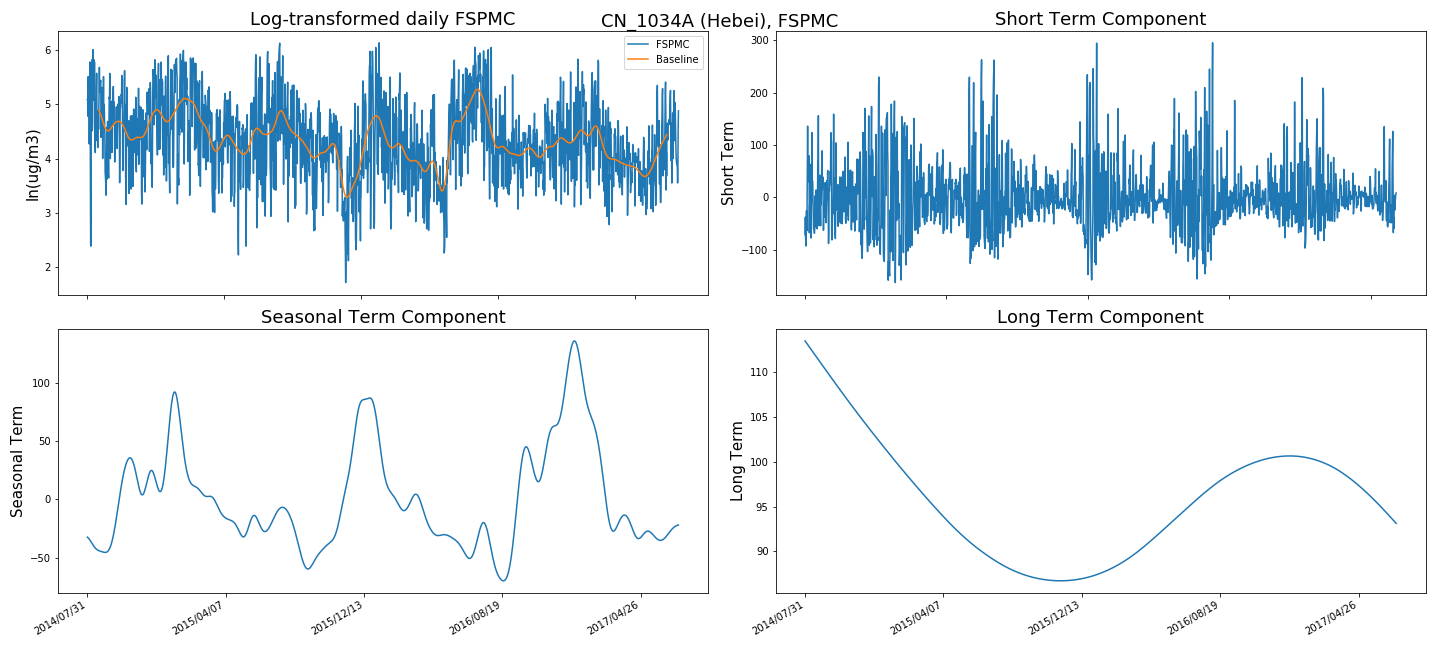 CN_1034A (Hebei), FSPMC
Log-transformed daily FSPMC
ln(ug/m3)
6
5
4
3
2
FSPMC
Baseline
Short Term Component
Short Term
300
200
100
0
−100
Seasonal Term Component
Seasonal Term
100
50
0
−50
2014/07/31
2015/04/07
2015/12/13
2016/08/19
2017/04/26
Long Term Component
Long Term
110
105
100
95
90
2014/07/31
2015/04/07
2015/12/13
2016/08/19
2017/04/26